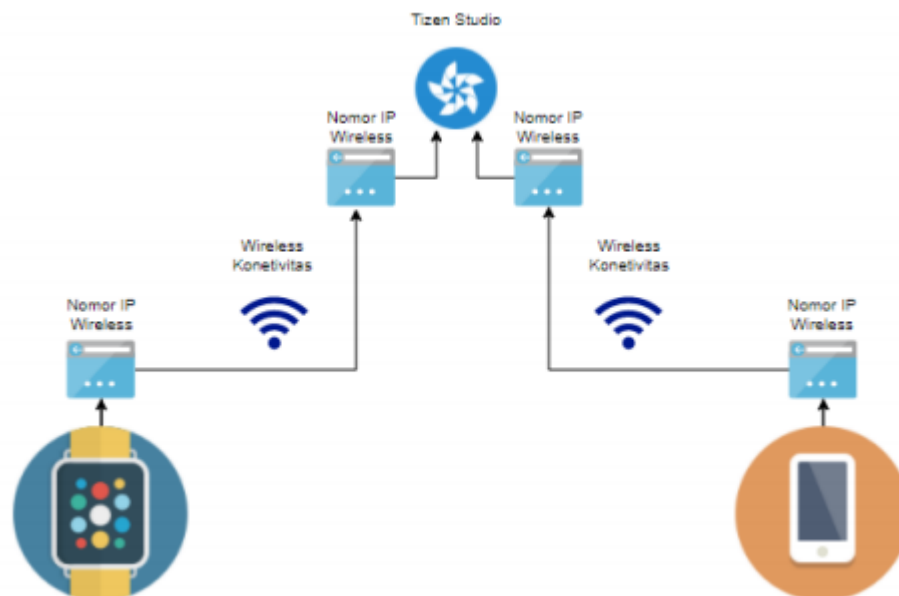 Tizen Studio
Nomor IP
Wireless
Nomor IP
Wireless
Wireless
Konetivitas
Wireless
Konetivitas
Nomor IP
Wireless
Nomor IP
Wireless